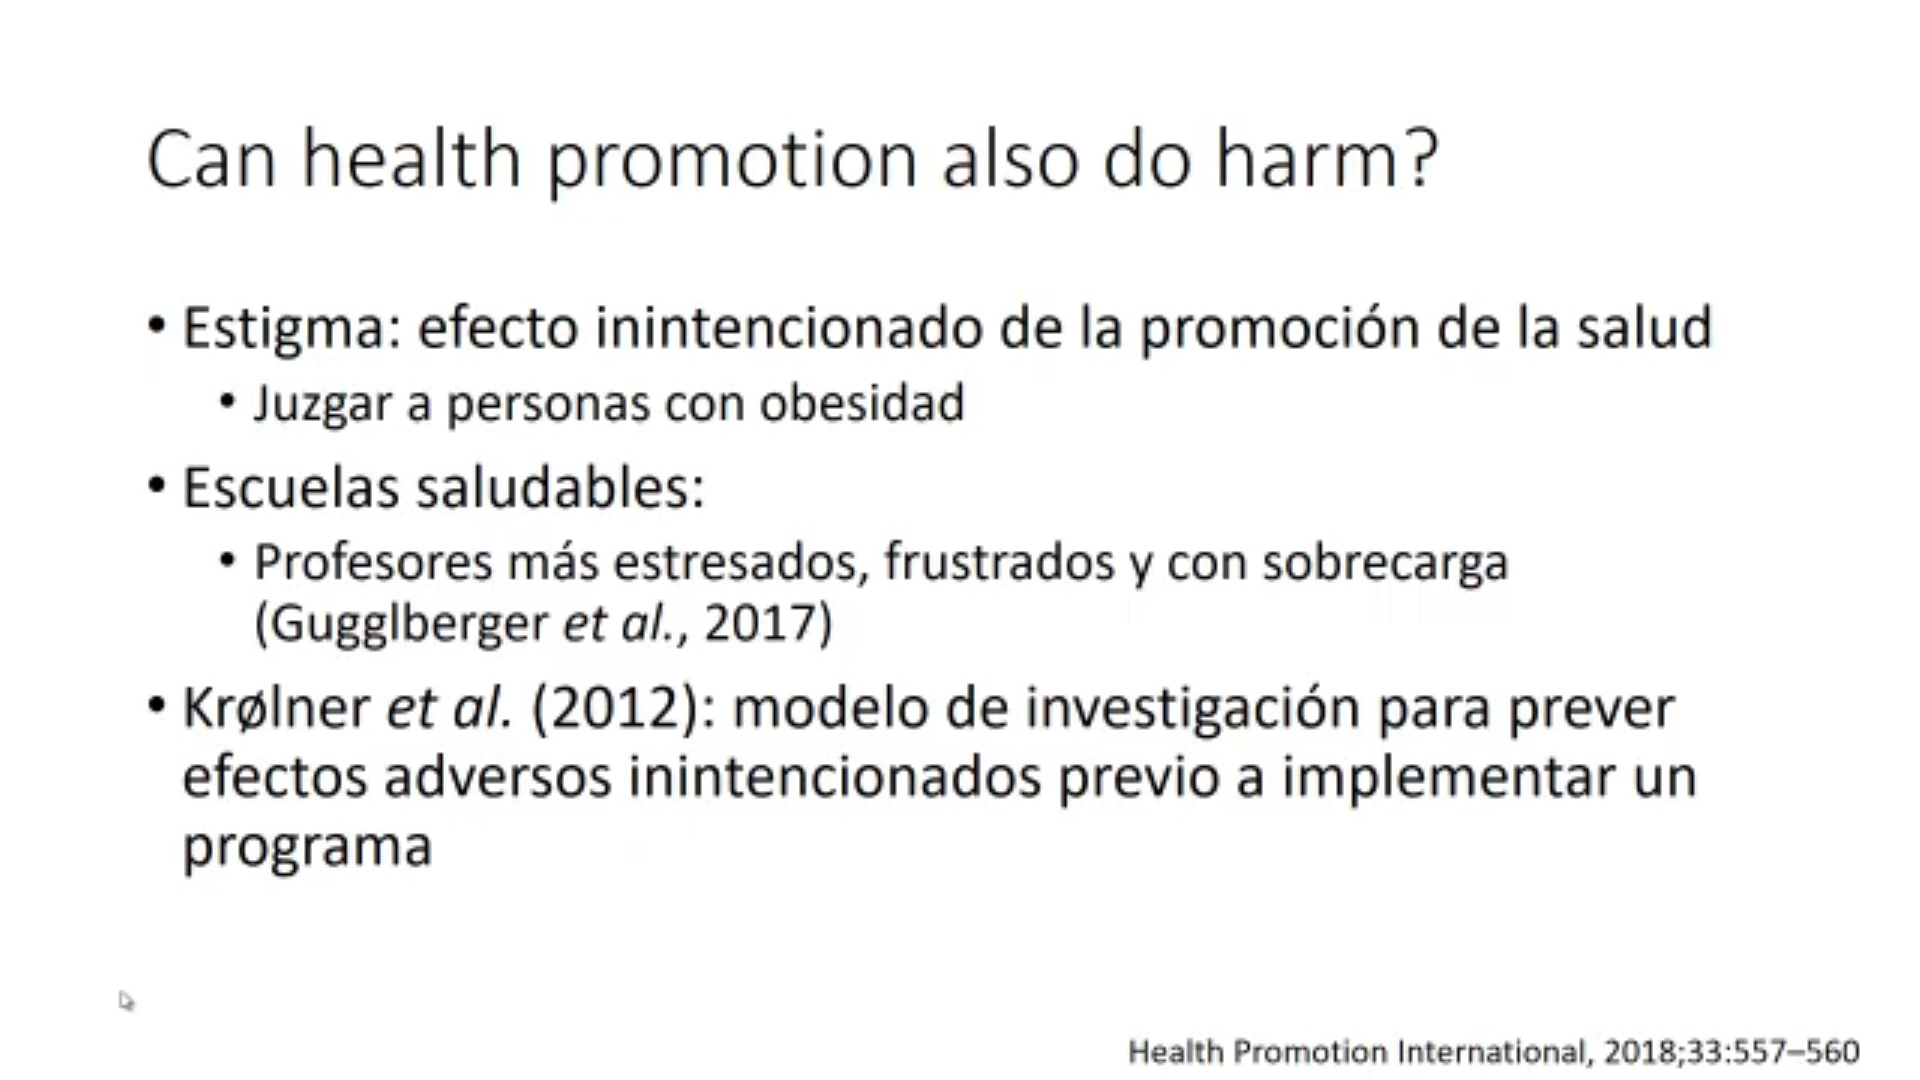 Can health promotion also do harm?
• Estigma: efecto inintencionado de la promoción de la salud
• Juzgar a personas con obesidad
• Escuelas saludables:
• Profesores más estresados, frustrados y con sobrecarga
(Gugglberger et al., 2017)
• Krølner et al. (2012): modelo de investigación para prever
efectos adversos inintencionados previo a implementar un
programa
Health Promotion International, 2018;33:557–560